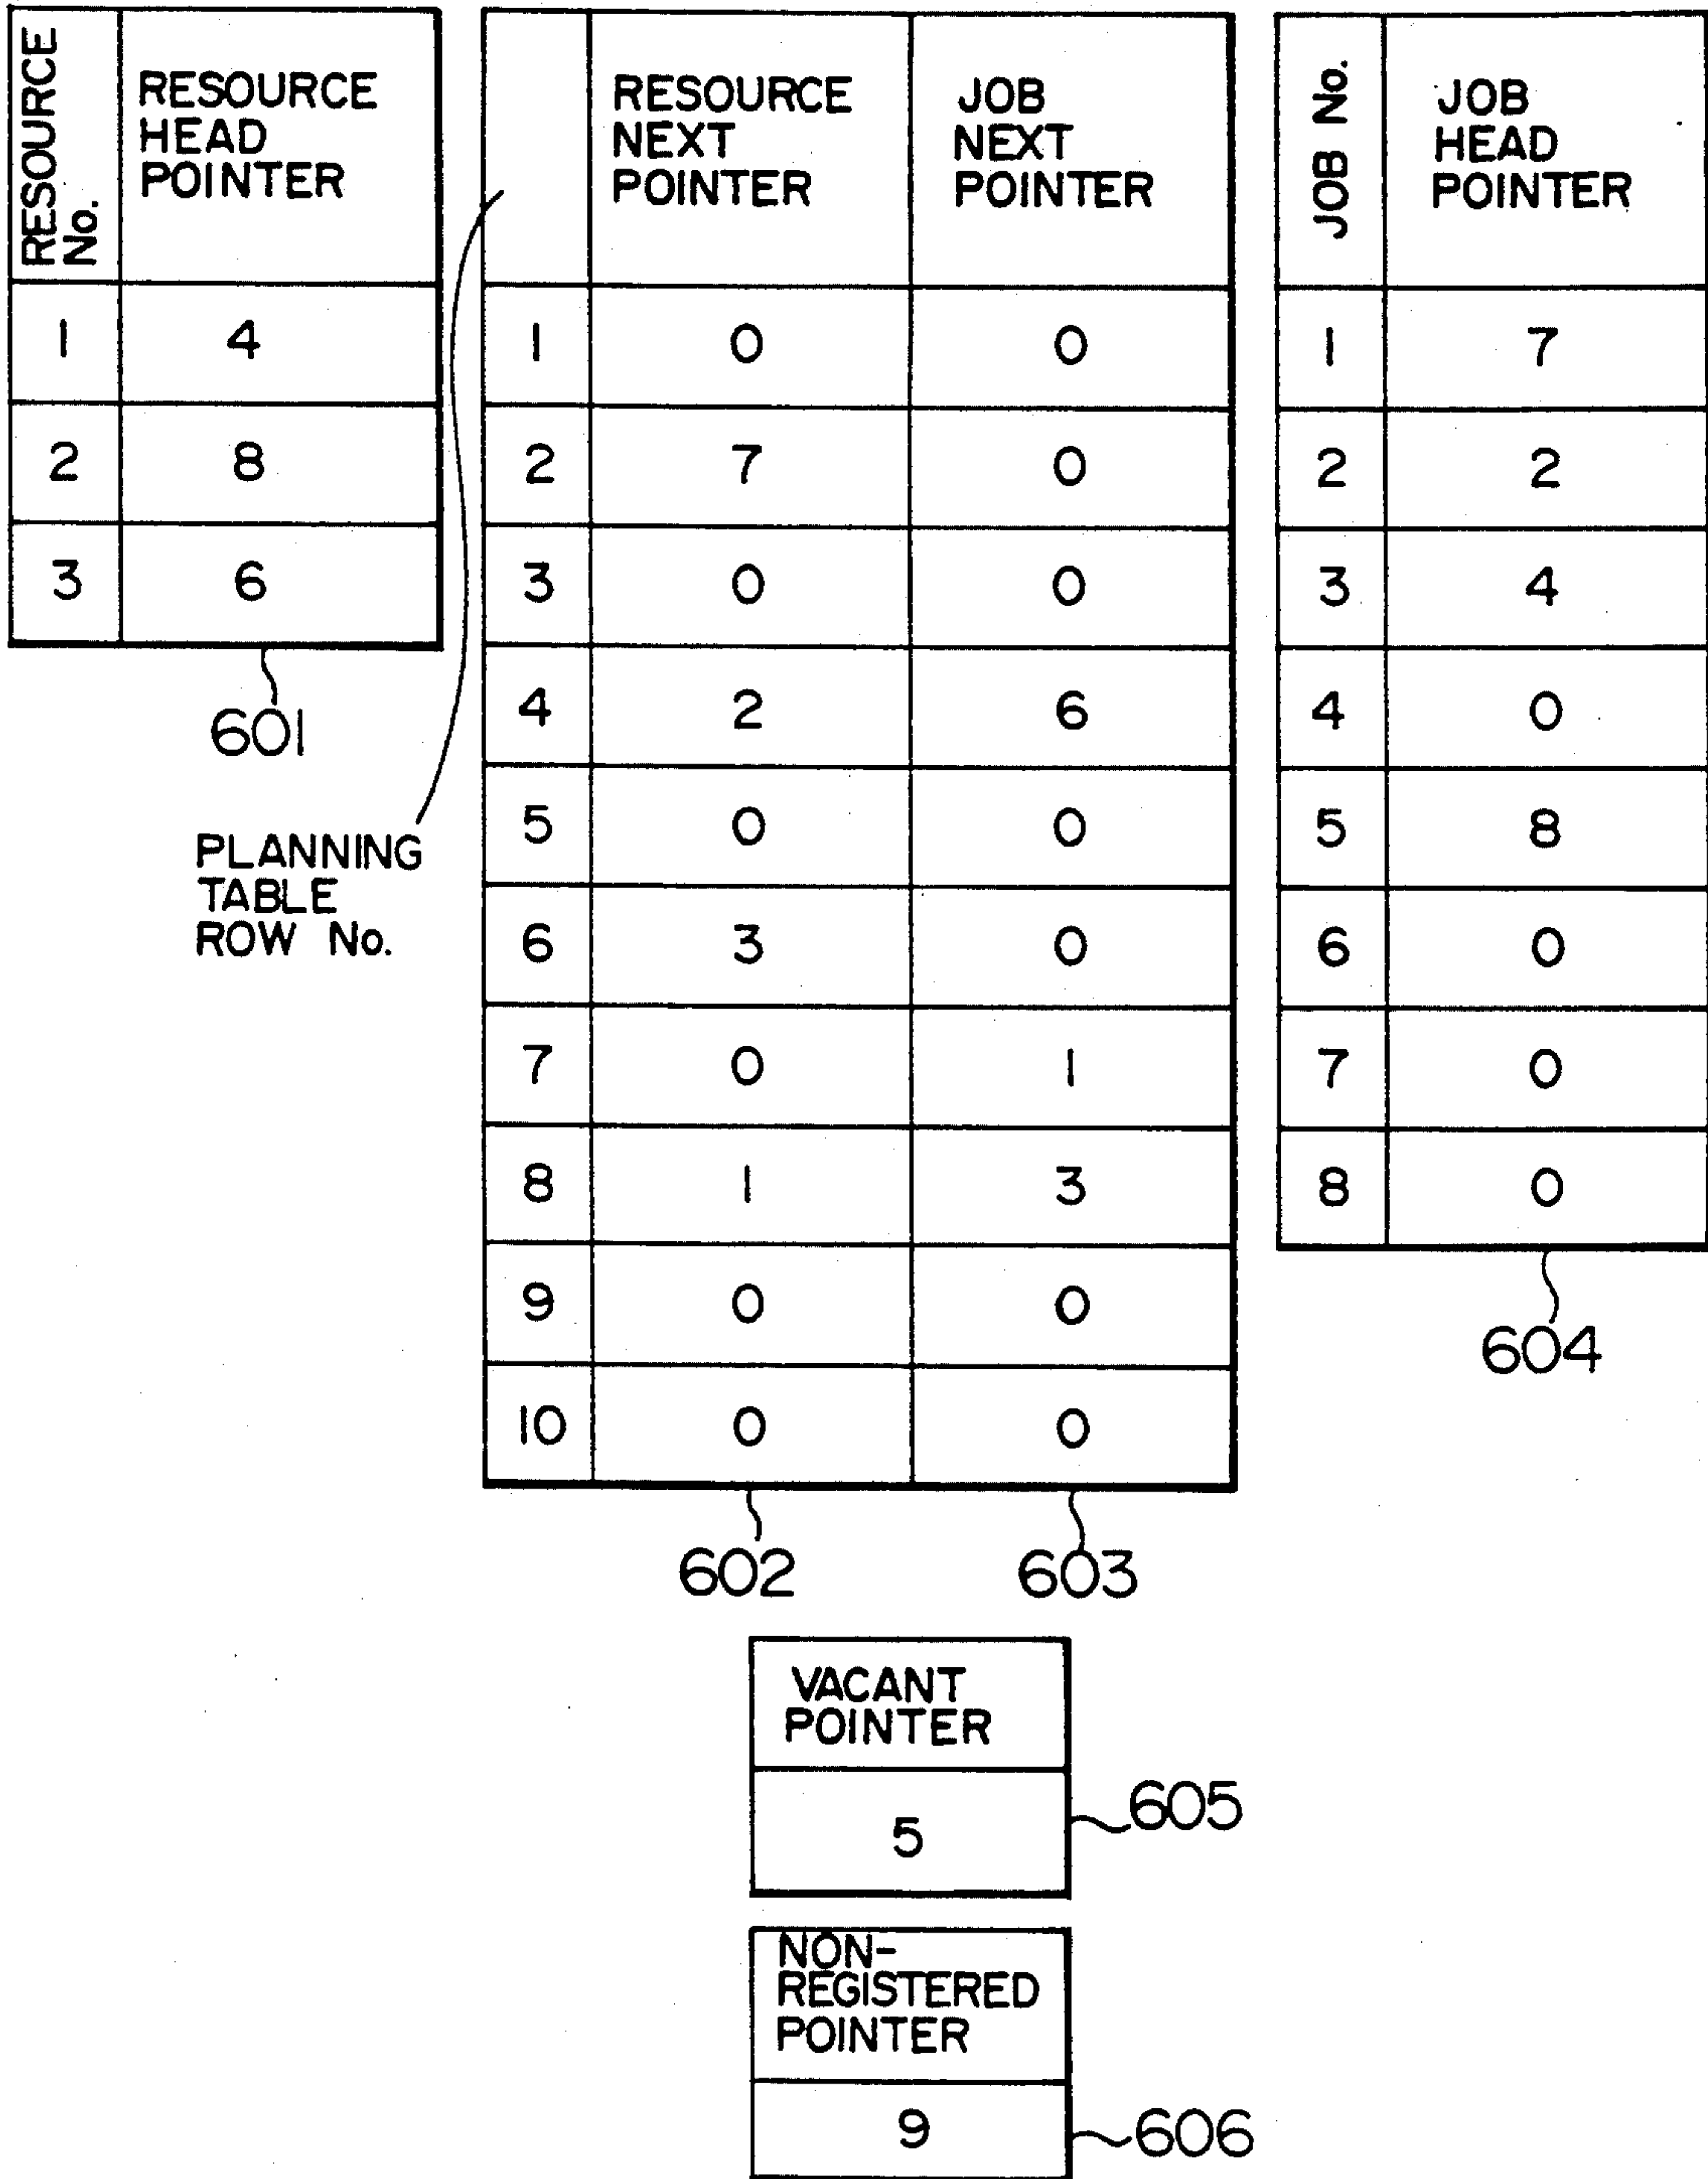 RESOURCE No.
RESOURCE HEAD POINTER
1 4
2 8
3 6
601
PLANNING
TABLE
ROW No.
RESOURCE NEXT POINTER
JOB NEXT POINTER
1 0 0
2 7 0
3 0 0
4 2 6
5 0 0
6 3 0
7 0 1
8 1 3
9 0 0
10 0 0
602
603
JOB No.
JOB HEAD POINTER
1 7
2 2
3 4
4 0
5 8
6 0
7 0
8 0
604
VACANT
POINTER
5
605
NON-
REGISTERED
POINTER
9
606